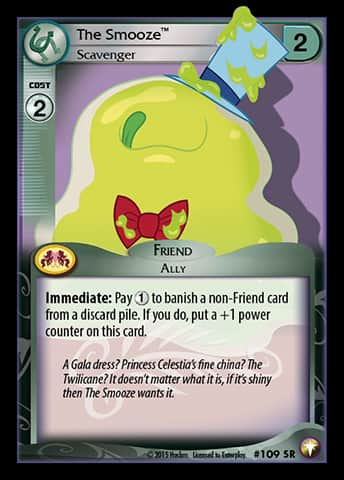 The Smooze™
Scavenger
2
COST
2
FRIEND
ALLY
Immediate: Pay 1 to banish a non-Friend card
from a discard pile. If you do, put a +1 power
counter on this card.
A Gala dress? Princess Celestia's fine china? The
Twilicane? It doesn't matter what it is, if it's shiny
then The Smooze wants it.
© 2015 Hasbro. Licensed to Enterplay. #109 SR